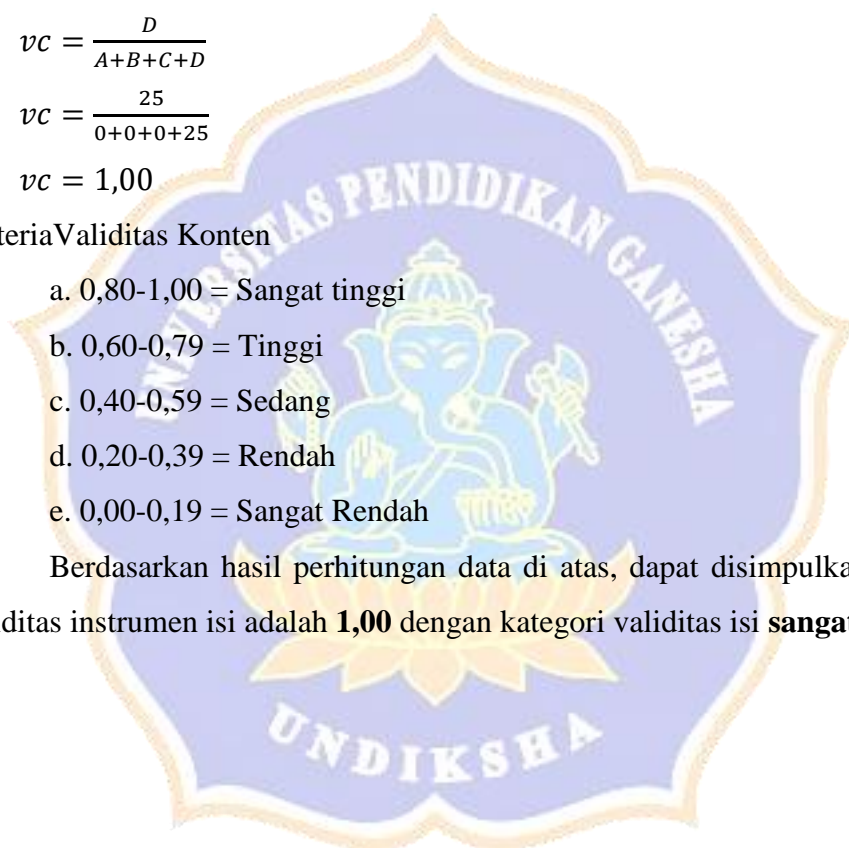 vc = D / A+B+C+D
vc = 25 / 0+0+0+25
vc = 1,00
teriaValiditas Konten
a. 0,80-1,00 = Sangat tinggi
b. 0,60-0,79 = Tinggi
c. 0,40-0,59 = Sedang
d. 0,20-0,39 = Rendah
e. 0,00-0,19 = Sangat Rendah
Berdasarkan hasil perhitungan data di atas, dapat disimpulka
ditas instrumen isi adalah 1,00 dengan kategori validitas isi sangat
UNIVERSITAS PENDIDIKAN GANESHA
UNDIKSHA